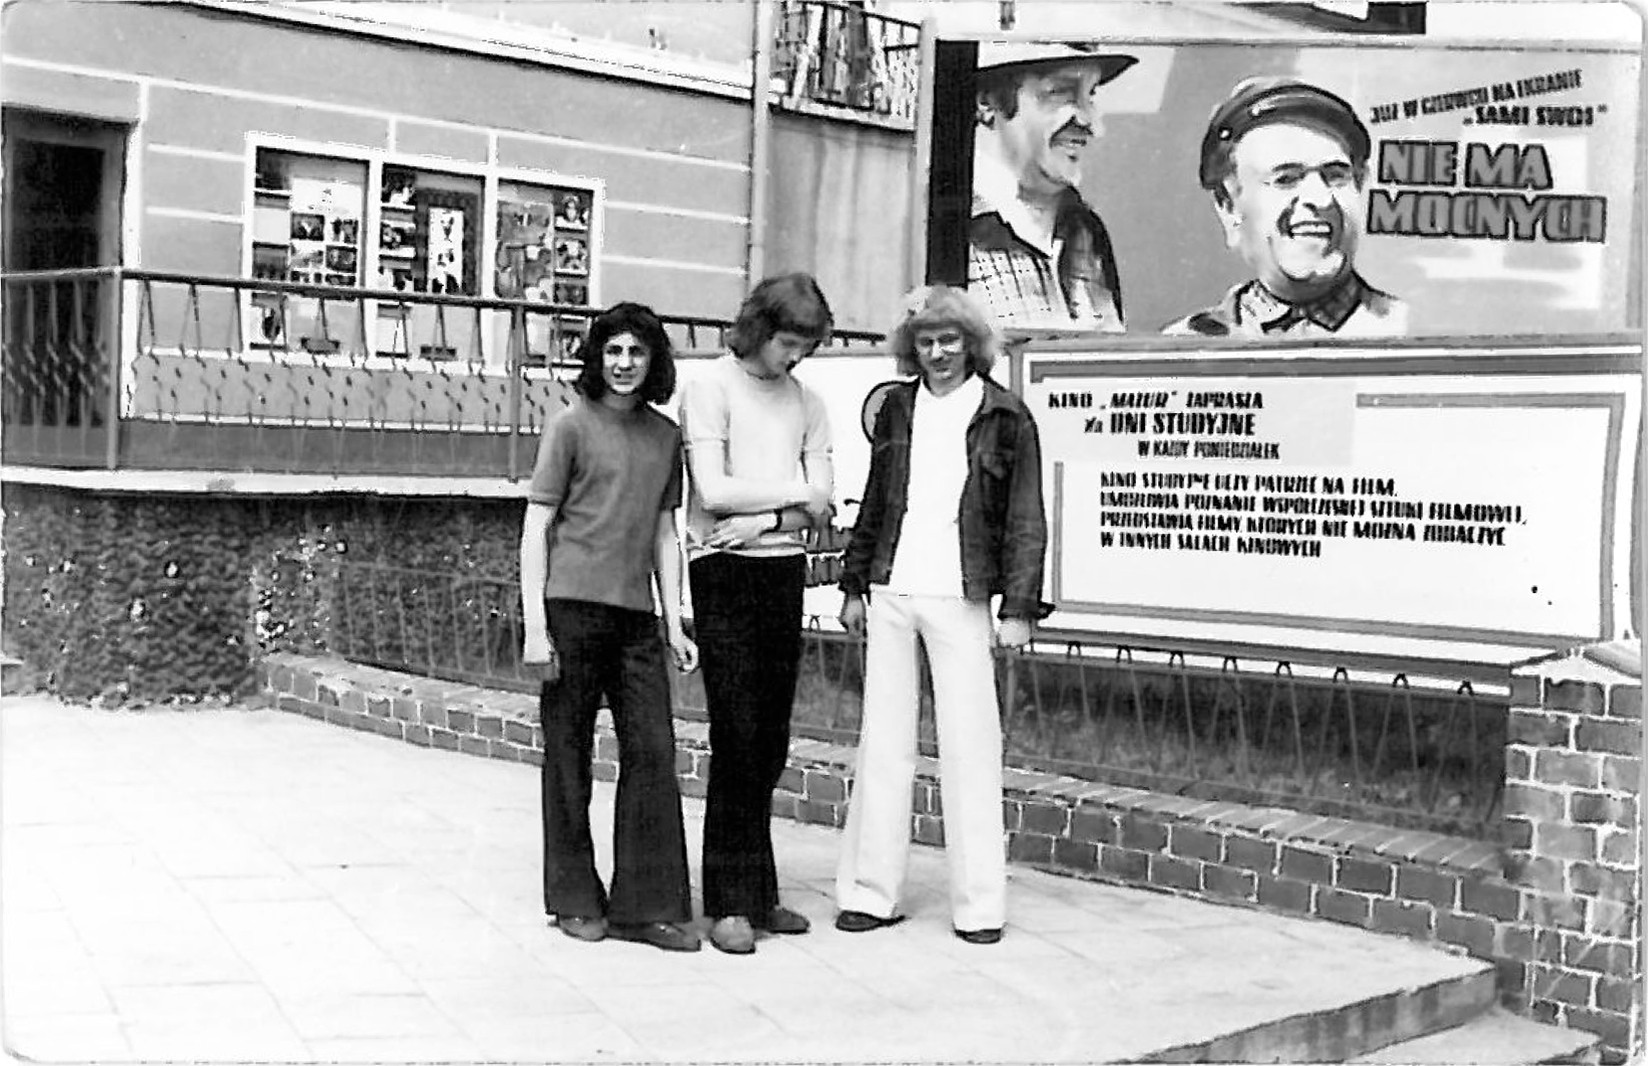 JUŻ W CZERWCU NA EKRANIE
„SAMI SWOI"
NIE MA
MOCNYCH
KINO „MAZUR" ZAPRASZA
na DNI STUDYJNE
W KAŻDY PONIEDZIAŁEK
KINO STUDYJNE UCZY PATRZEĆ NA FILM,
UMOŻLIWIA POZNANIE WSPÓŁCZESNEJ SZTUKI FILMOWEJ,
PRZEDSTAWIA FILMY, KTÓRYCH NIE MOŻNA ZOBACZYĆ
W INNYCH SALACH KINOWYCH